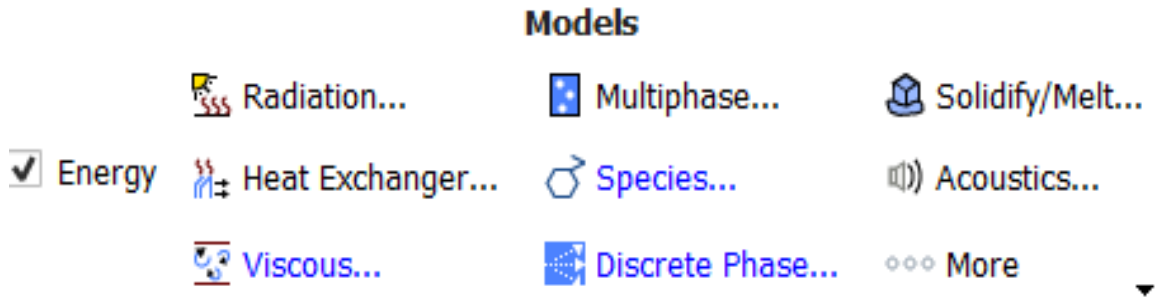 Models
Radiation... Multiphase... Solidify/Melt...
Energy Heat Exchanger... Species... Acoustics...
Viscous... Discrete Phase... More